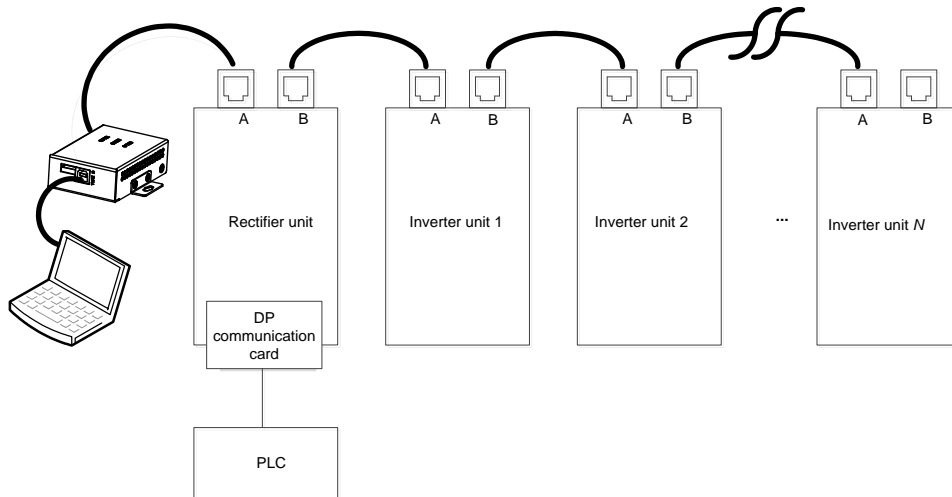 A B A B A B A B
Rectifier unit Inverter unit 1 Inverter unit 2 ... Inverter unit N
DP
communication
card
PLC